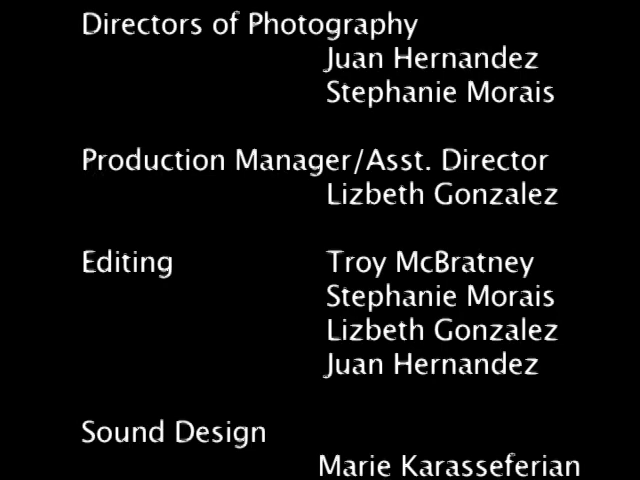 Directors of Photography
Juan Hernandez
Stephanie Morais
Production Manager/Asst. Director
Lizbeth Gonzalez
Editing Troy McBratney
Stephanie Morais
Lizbeth Gonzalez
Juan Hernandez
Sound Design
Marie Karasseferian